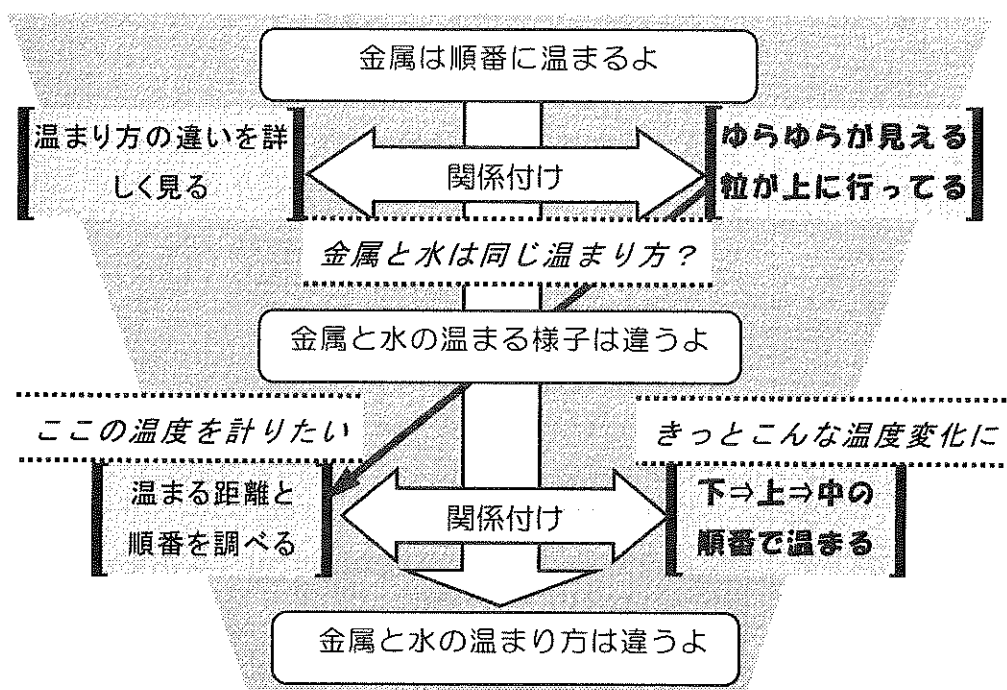 金属は順番に温まるよ
温まり方の違いを詳
しく見る
関係付け
ゆらゆらが見える
粒が上に行ってる
金属と水は同じ温まり方？
金属と水の温まる様子は違うよ
ここの温度を計りたい
きっとこんな温度変化に
温まる距離と
順番を調べる
関係付け
下⇒上⇒中の
順番で温まる
金属と水の温まり方は違うよ